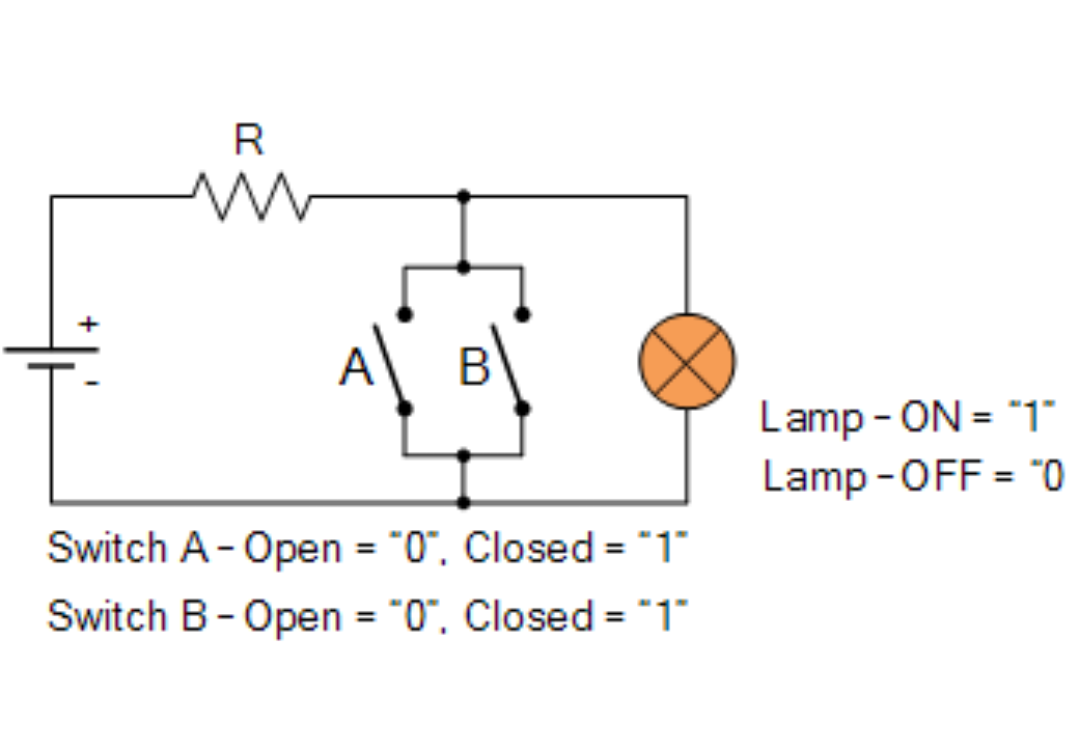 R
+
-
A
B
Lamp - ON = "1"
Lamp - OFF = "0
Switch A - Open = "0", Closed = "1"
Switch B - Open = "0", Closed = "1"